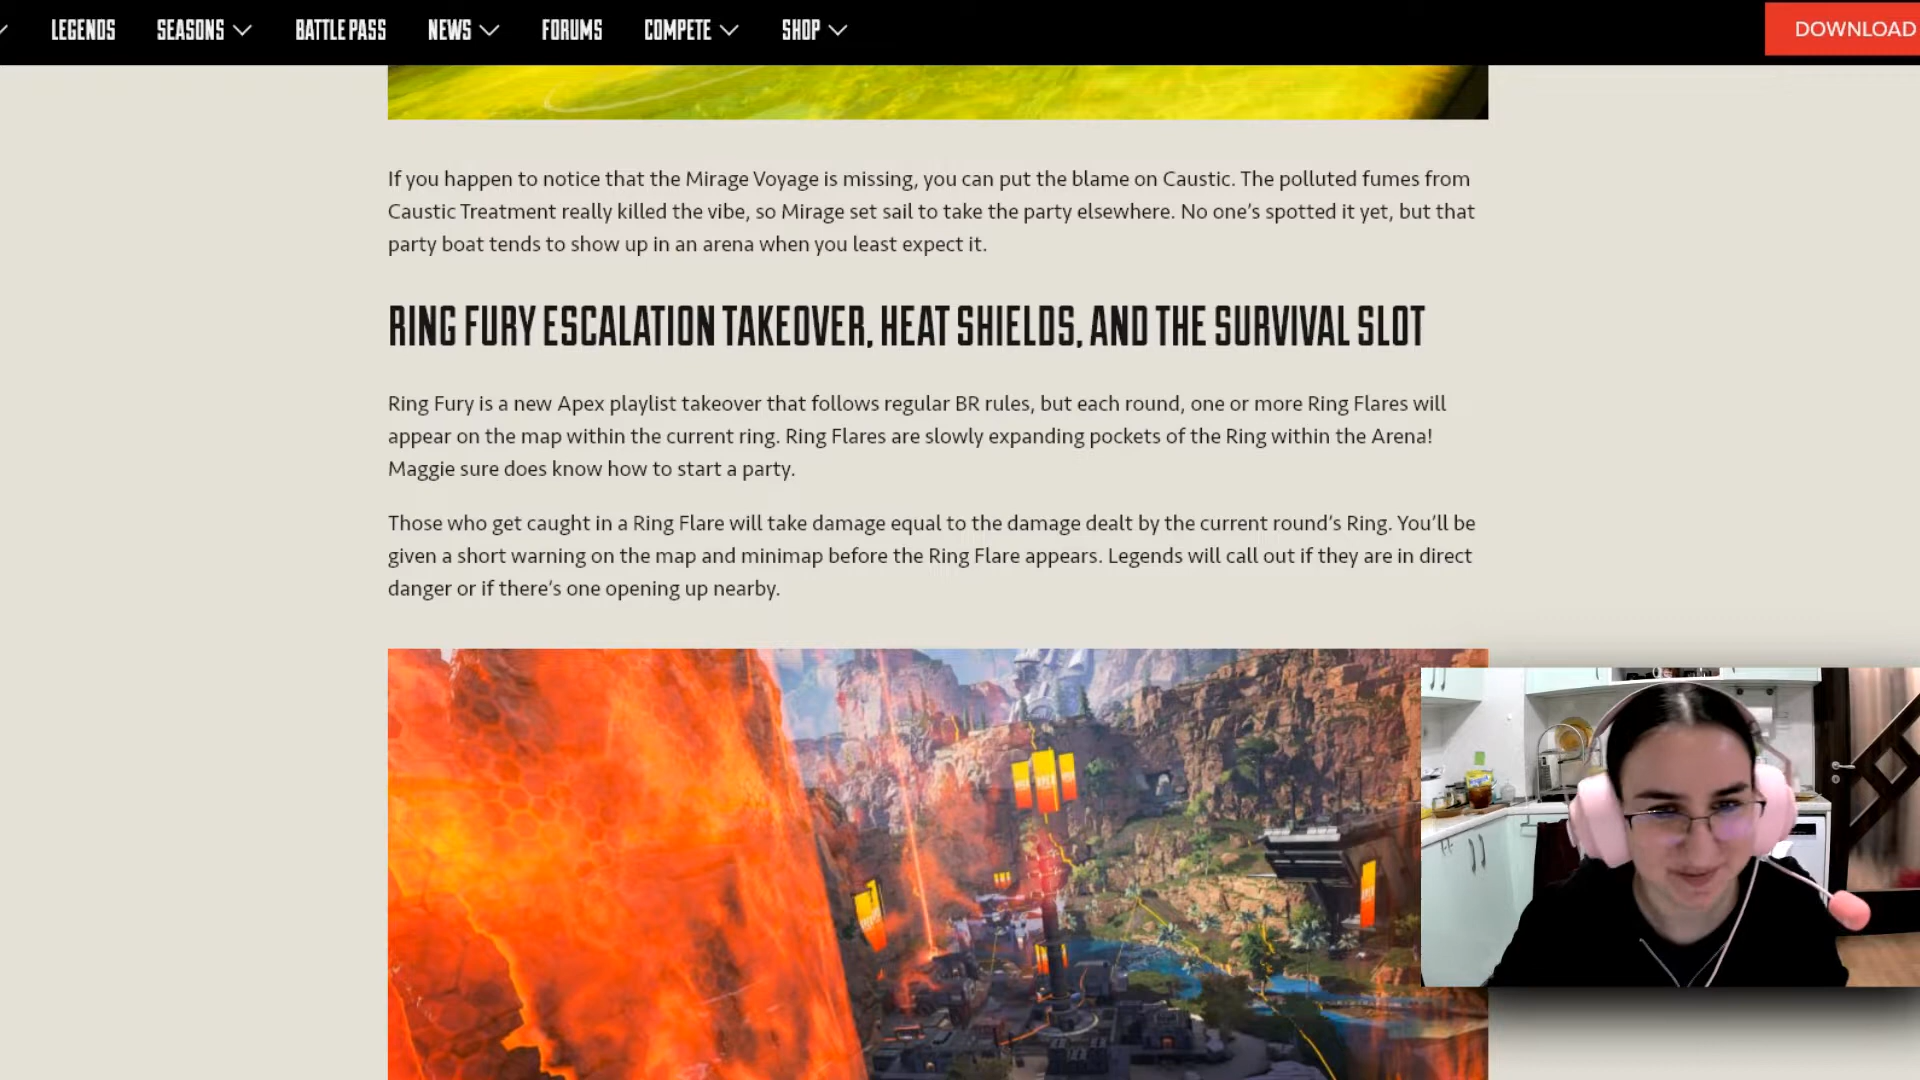 LEGENDS SEASONS BATTLE PASS NEWS FORUMS COMPETE SHOP DOWNLOAD
If you happen to notice that the Mirage Voyage is missing, you can put the blame on Caustic. The polluted fumes from
Caustic Treatment really killed the vibe, so Mirage set sail to take the party elsewhere. No one’s spotted it yet, but that
party boat tends to show up in an arena when you least expect it.
RING FURY ESCALATION TAKEOVER, HEAT SHIELDS, AND THE SURVIVAL SLOT
Ring Fury is a new Apex playlist takeover that follows regular BR rules, but each round, one or more Ring Flares will
appear on the map within the current ring. Ring Flares are slowly expanding pockets of the Ring within the Arena!
Maggie sure does know how to start a party.
Those who get caught in a Ring Flare will take damage equal to the damage dealt by the current round’s Ring. You’ll be
given a short warning on the map and minimap before the Ring Flare appears. Legends will call out if they are in direct
danger or if there’s one opening up nearby.